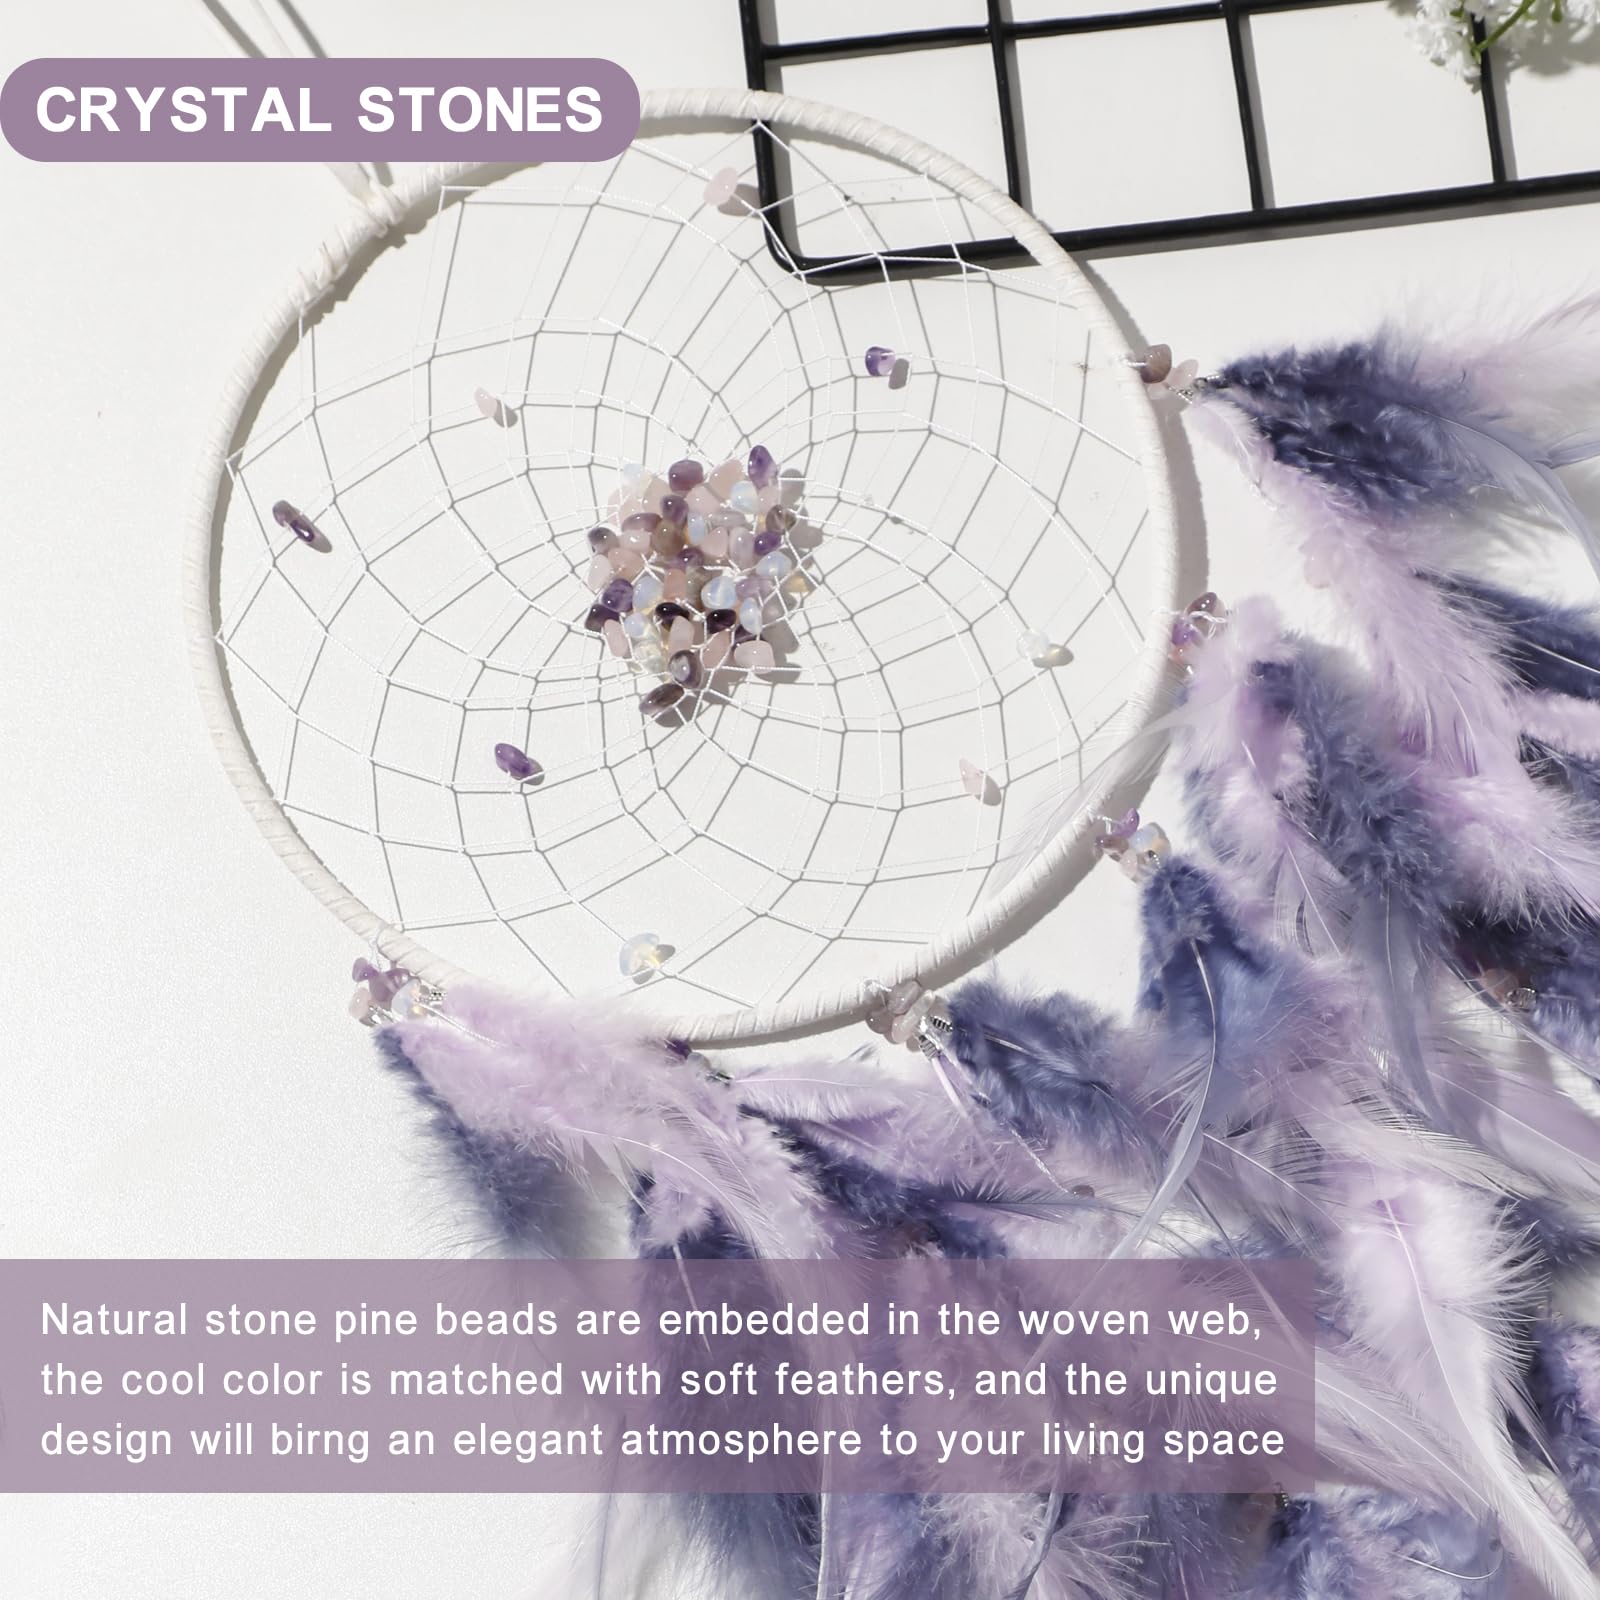 CRYSTAL STONES
Natural stone pine beads are embedded in the woven web,
the cool color is matched with soft feathers, and the unique
design will birng an elegant atmosphere to your living space